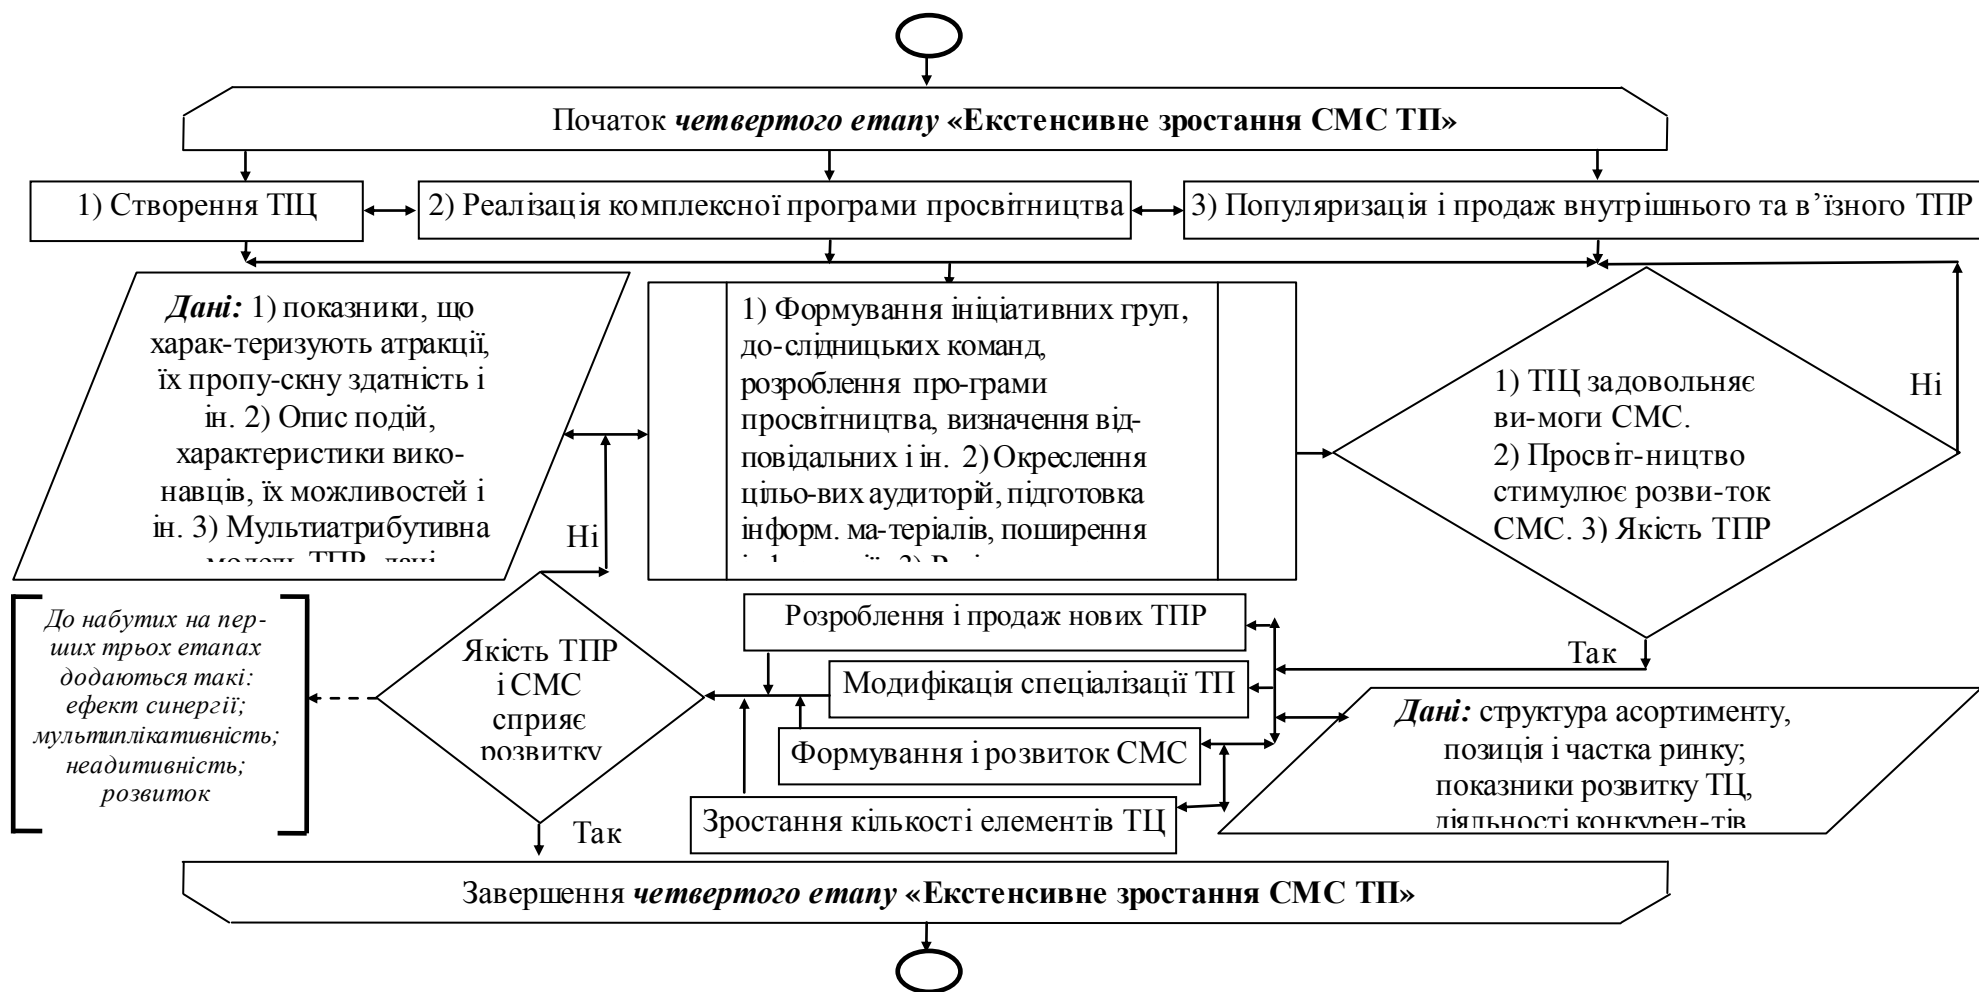 Початок четвертого етапу «Екстенсивне зростання СМС ТП»
1) Створення ТІЦ
2) Реалізація комплексної програми просвітництва
3) Популяризація і продаж внутрішнього та в’їзного ТПР
Дані: 1) показники, що
харак-теризують атракції,
їх пропу-скну здатність і
ін. 2) Опис подій,
характеристики вико-
навців, їх можливостей і
ін. 3) Мультиатрибутивна
модель ТПР, дані
1) Формування ініціативних груп,
до-слідницьких команд,
розроблення про-грами
просвітництва, визначення від-
повідальних і ін. 2) Окреслення
цільо-вих аудиторій, підготовка
інформ. ма-теріалів, поширення
1) ТІЦ задовольняє
ви-моги СМС.
2) Просвіт-ництво
стимулює розви-ток
СМС. 3) Якість ТПР
Ні
Ні
До набутих на пер-
ших трьох етапах
додаються такі:
ефект синергії;
мультиплікативність;
неадитивність;
розвиток
Якість ТПР
і СМС
сприяє
розвитку
Розроблення і продаж нових ТПР
Модифікація спеціалізації ТП
Формування і розвиток СМС
Зростання кількості елементів ТЦ
Так
Дані: структура асортименту,
позиція і частка ринку;
показники розвитку ТЦ,
діяльності конкурен-тів
Так
Завершення четвертого етапу «Екстенсивне зростання СМС ТП»